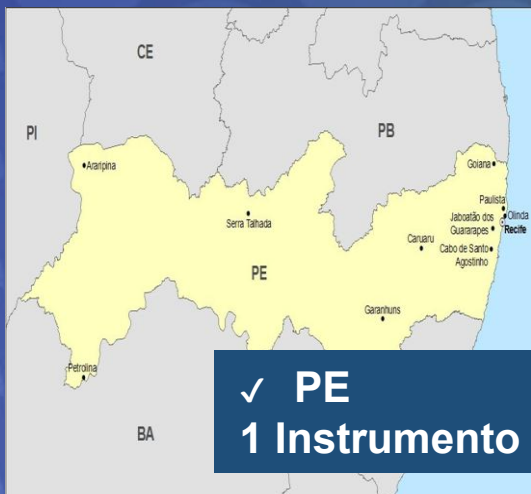 CE
PI
PB
Araripina
Goiana
Paulista
Serra Talhada
Jaboatão dos
Guararapes
Olinda
Recife
Caruaru
Cabo de Santo
Agostinho
PE
Garanhuns
Petrolina
BA
✓ PE
1 Instrumento